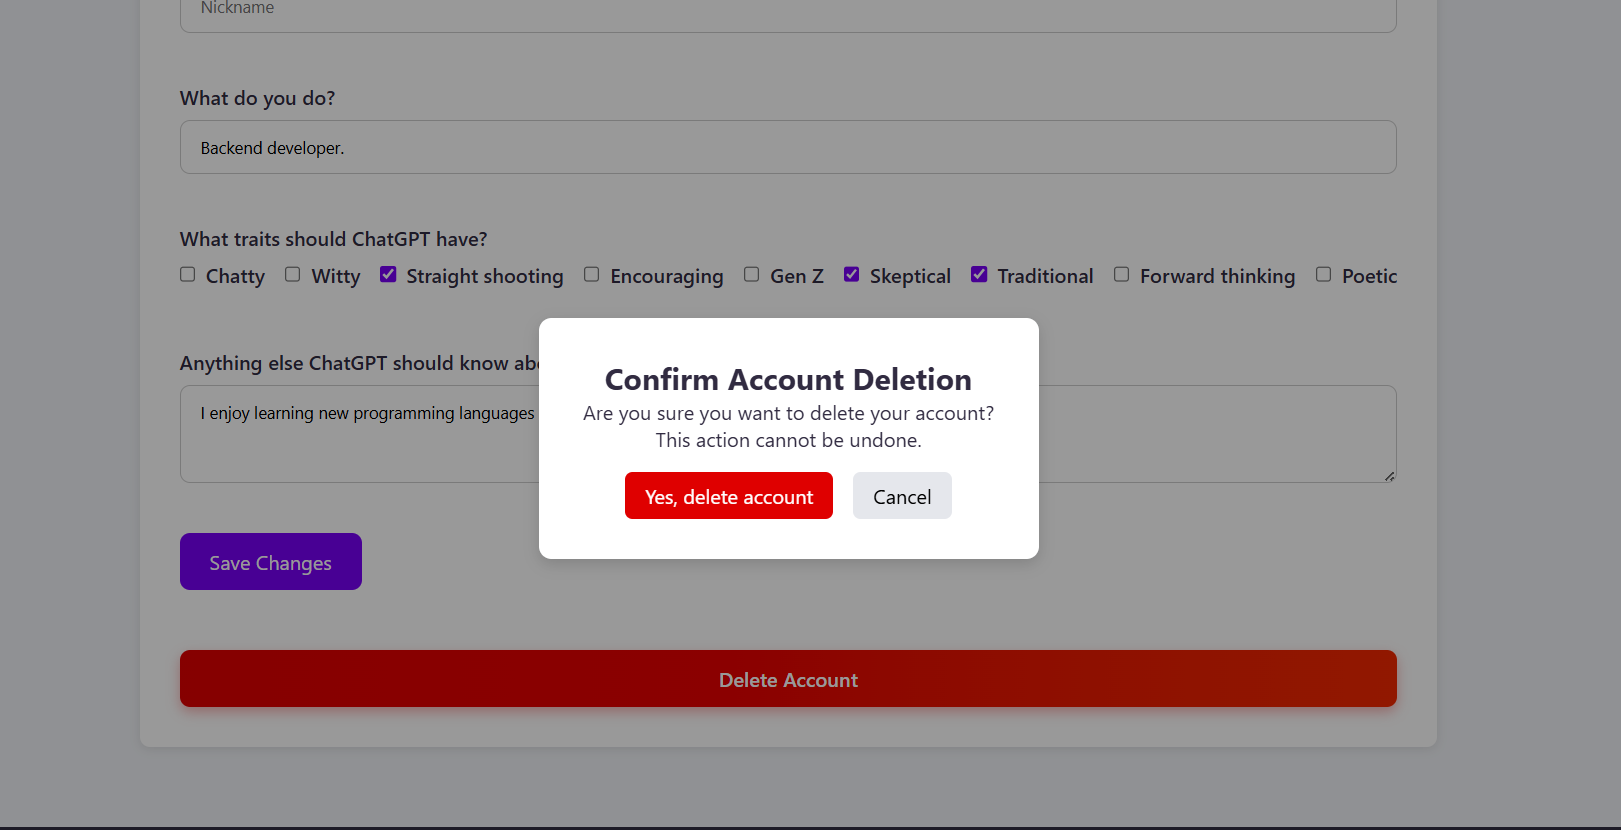 Nickname
What do you do?
Backend developer.
What traits should ChatGPT have?
Chatty Witty Straight shooting Encouraging Gen Z Skeptical Traditional Forward thinking Poetic
Anything else ChatGPT should know
I enjoy learning new programming languages
Confirm Account Deletion
Are you sure you want to delete your account?
This action cannot be undone.
Yes, delete account Cancel
Save Changes
Delete Account